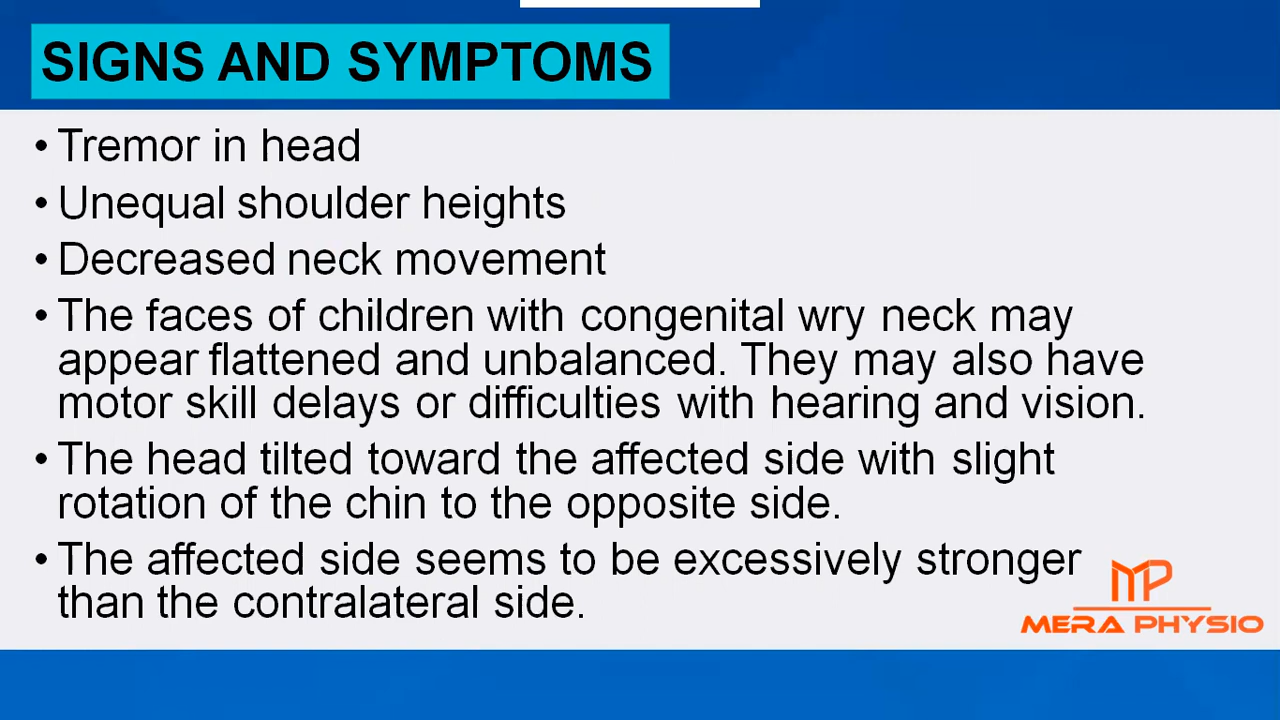 SIGNS AND SYMPTOMS
• Tremor in head
• Unequal shoulder heights
• Decreased neck movement
• The faces of children with congenital wry neck may
appear flattened and unbalanced. They may also have
motor skill delays or difficulties with hearing and vision.
• The head tilted toward the affected side with slight
rotation of the chin to the opposite side.
• The affected side seems to be excessively stronger
than the contralateral side.
MP
MERA PHYSIO